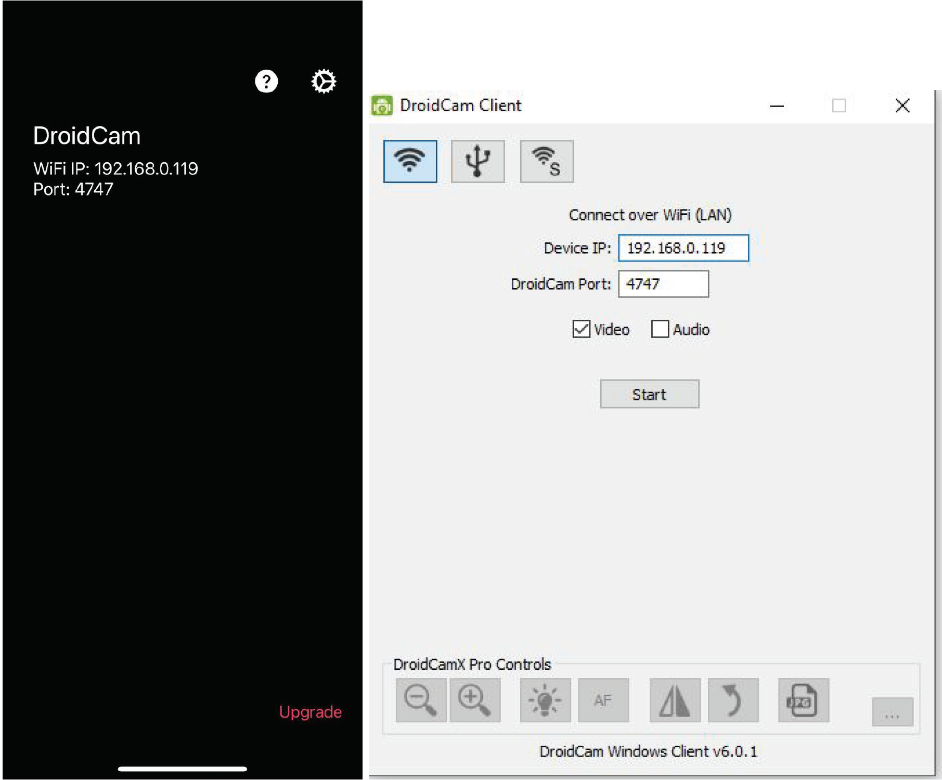 ?
DroidCam
WiFi IP: 192.168.0.119
Port: 4747
Upgrade
DroidCam Client
S
Connect over WiFi (LAN)
Device IP: 192.168.0.119
DroidCam Port: 4747
Video Audio
Start
DroidCamX Pro Controls
AF JPG ...
DroidCam Windows Client v6.0.1